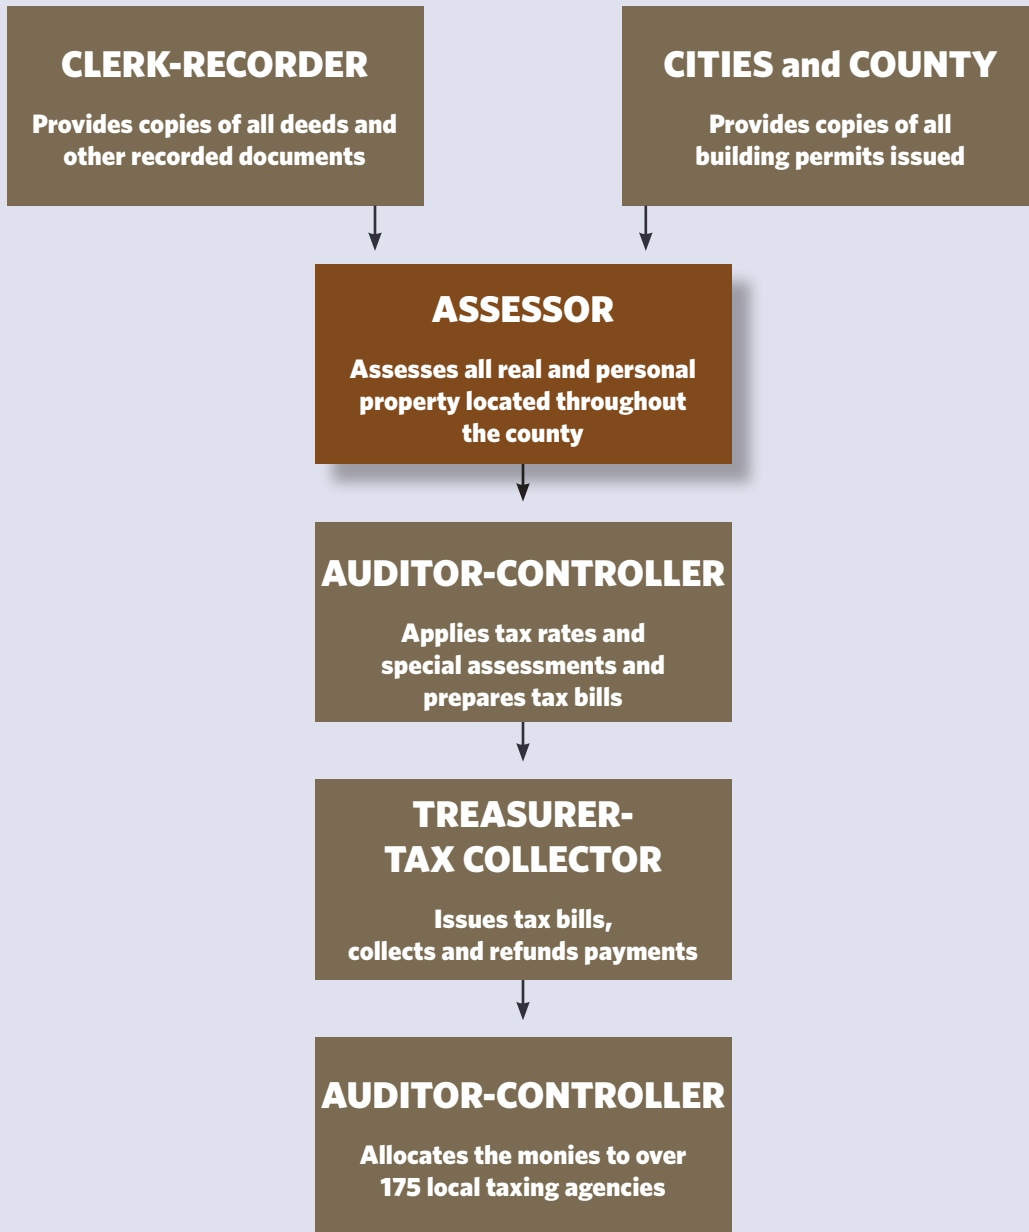 CLERK-RECORDER
Provides copies of all deeds and
other recorded documents
CITIES and COUNTY
Provides copies of all
building permits issued
ASSESSOR
Assesses all real and personal
property located throughout
the county
AUDITOR-CONTROLLER
Applies tax rates and
special assessments and
prepares tax bills
TREASURER-
TAX COLLECTOR
Issues tax bills,
collects and refunds payments
AUDITOR-CONTROLLER
Allocates the monies to over
175 local taxing agencies